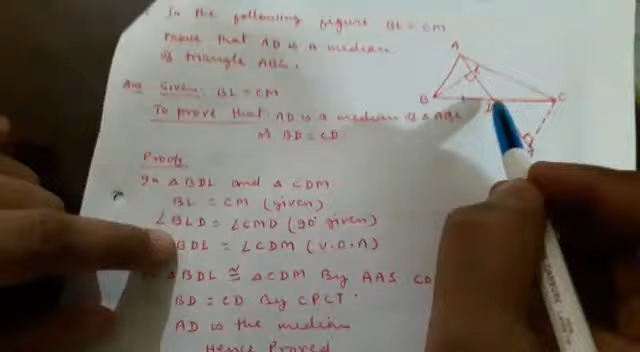 In the following figure BL = CM
Prove that AD is a median
of triangle ABC.
Ans Given: BL = CM
To prove that: AD is a median of △ ABC
or BD = CD
Proof
In △ BDL and △ CDM
BL = CM (given)
∠BLD = ∠CMD (90° given)
BDL = ∠CDM (V.O.A)
△BDL ≅ △CDM By AAS CO
BD = CD By CPCT.
AD is the median
Hence Proved
A
B
C